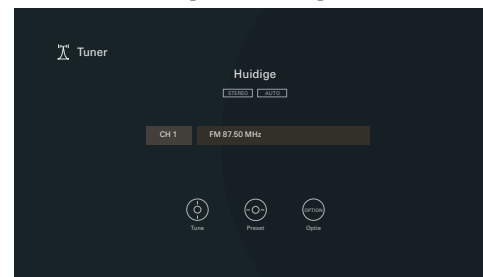 Tuner
Huidige
STEREO AUTO
CH 1 FM 87.50 MHz
OPTION
Tune Preset Optie